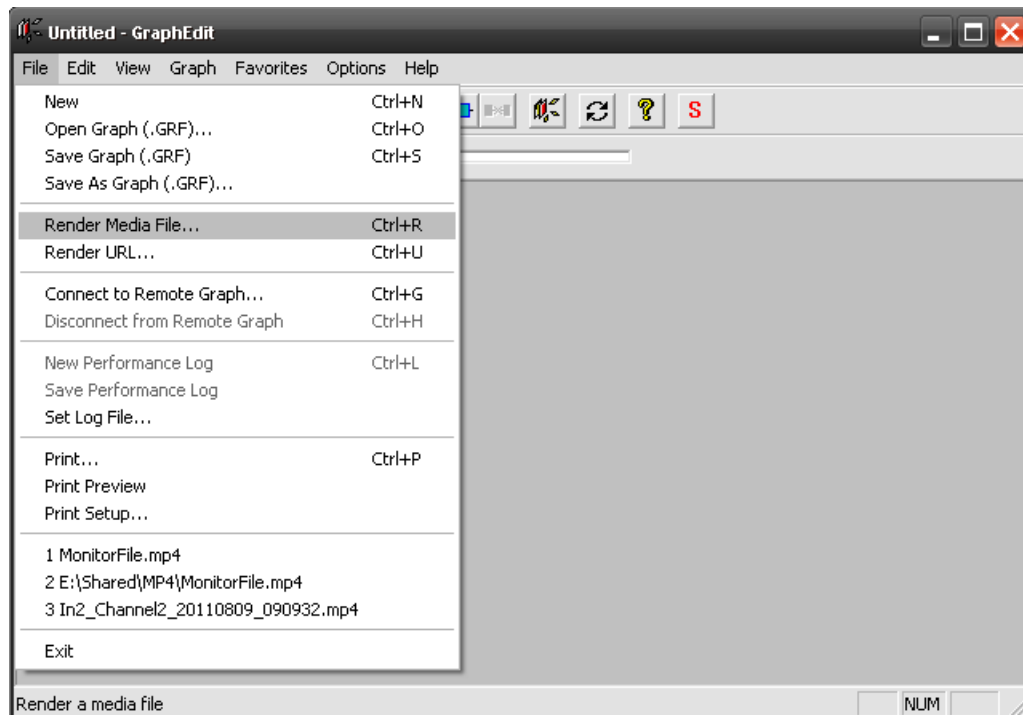 Untitled - GraphEdit
File Edit View Graph Favorites Options Help
New Ctrl+N
Open Graph (.GRF)... Ctrl+O
Save Graph (.GRF) Ctrl+S
Save As Graph (.GRF)...
Render Media File... Ctrl+R
Render URL... Ctrl+U
Connect to Remote Graph... Ctrl+G
Disconnect from Remote Graph Ctrl+H
New Performance Log Ctrl+L
Save Performance Log
Set Log File...
Print... Ctrl+P
Print Preview
Print Setup...
1 MonitorFile.mp4
2 E:\Shared\MP4\MonitorFile.mp4
3 In2_Channel2_20110809_090932.mp4
Exit
? S
Render a media file NUM